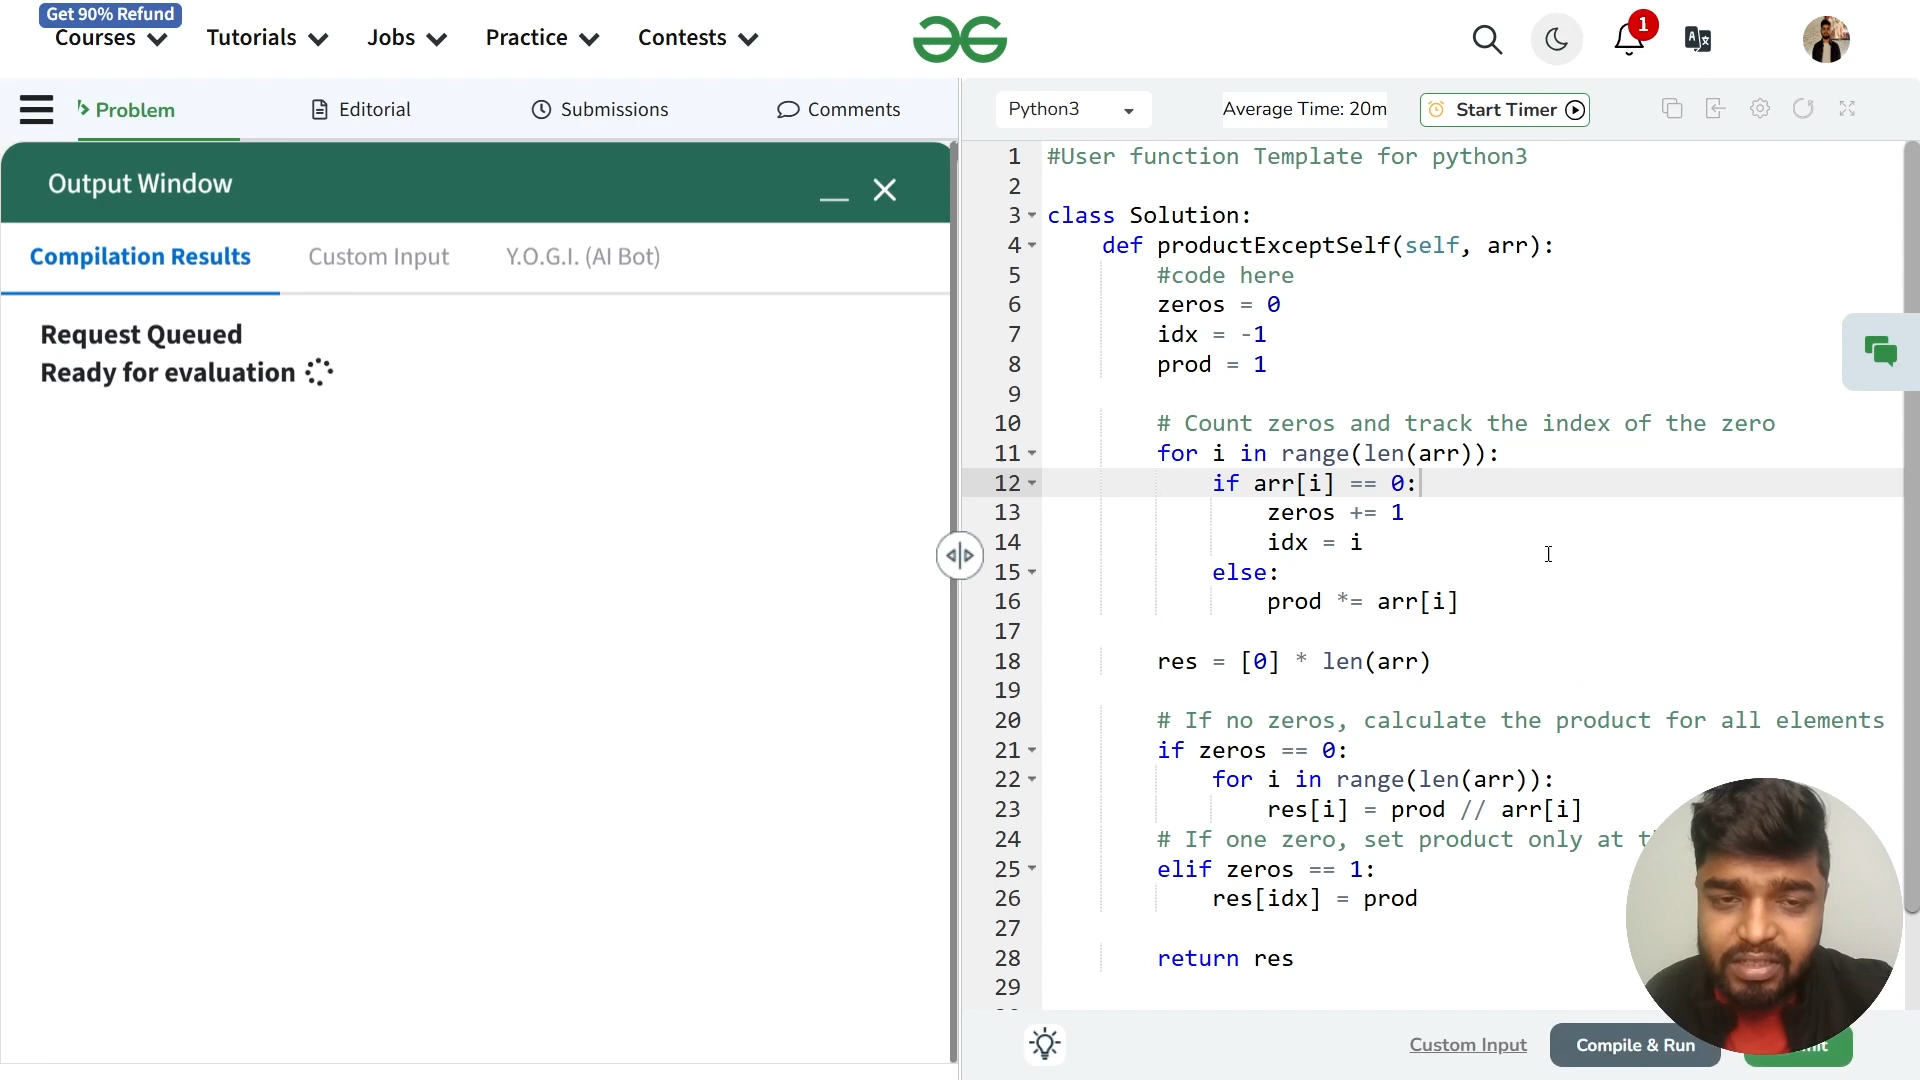 Get 90% Refund
Courses
Tutorials
Jobs
Practice
Contests
1
Problem
Editorial
Submissions
Comments
Python3
Average Time: 20m
Start Timer
Output Window
Compilation Results
Custom Input
Y.O.G.I. (AI Bot)
Request Queued
Ready for evaluation
1 #User function Template for python3
2
3 class Solution:
4 def productExceptSelf(self, arr):
5 #code here
6 zeros = 0
7 idx = -1
8 prod = 1
9
10 # Count zeros and track the index of the zero
11 for i in range(len(arr)):
12 if arr[i] == 0:
13 zeros += 1
14 idx = i
15 else:
16 prod *= arr[i]
17
18 res = [0] * len(arr)
19
20 # If no zeros, calculate the product for all elements
21 if zeros == 0:
22 for i in range(len(arr)):
23 res[i] = prod // arr[i]
24 # If one zero, set product only at
25 elif zeros == 1:
26 res[idx] = prod
27
28 return res
29
Custom Input
Compile & Run